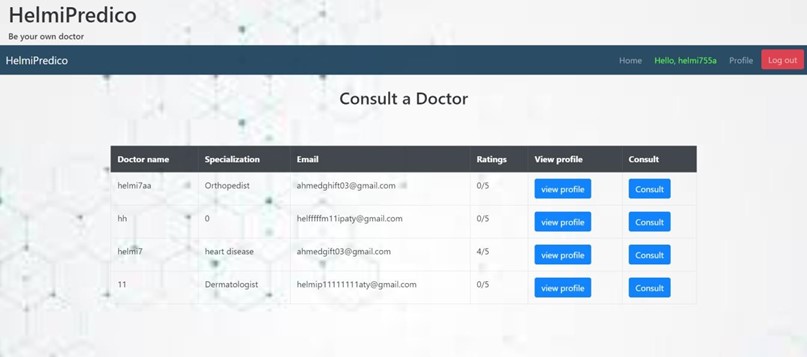 HelmiPredico
Be your own doctor
HelmiPredico Home Hello, helmi755a Profile Log out
Consult a Doctor
Doctor name Specialization Email Ratings View profile Consult
helmi7aa Orthopedist ahmedghift03@gmail.com 0/5 view profile Consult
hh 0 helfffffm11ipaty@gmail.com 0/5 view profile Consult
helmi7 heart disease ahmedgift03@gmail.com 4/5 view profile Consult
11 Dermatologist helmip11111111aty@gmail.com 0/5 view profile Consult